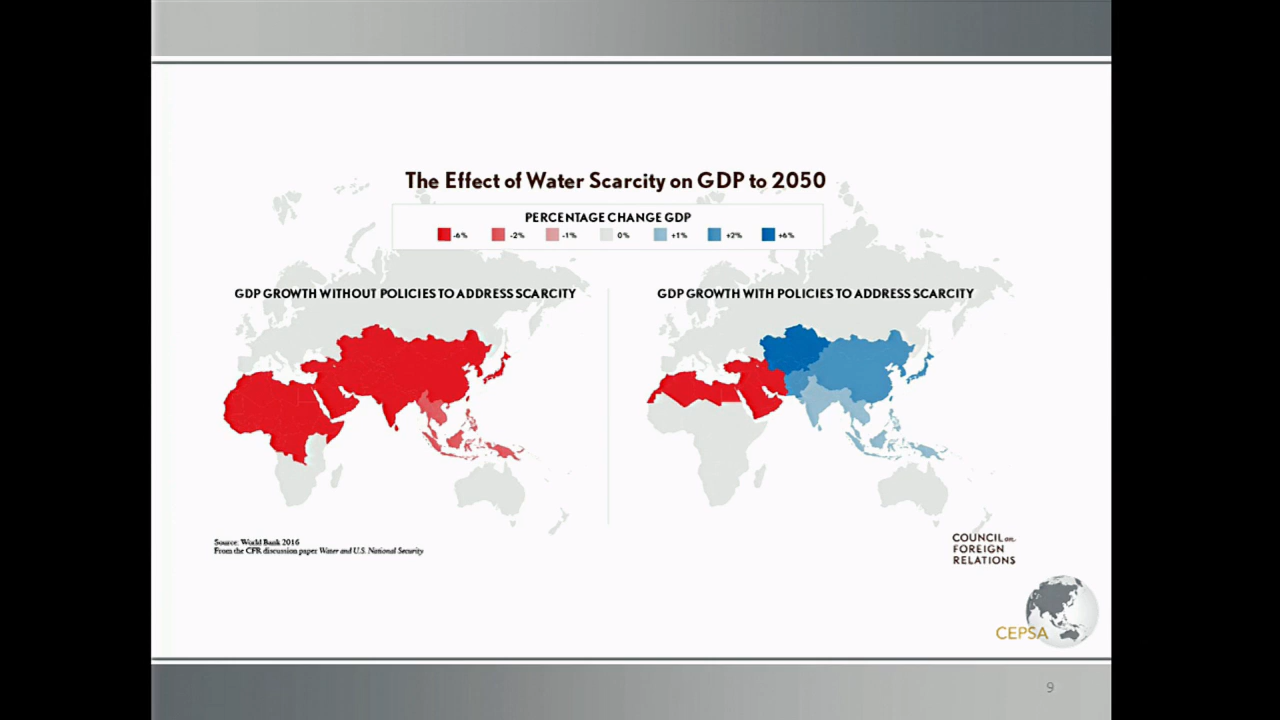 The Effect of Water Scarcity on GDP to 2050
PERCENTAGE CHANGE GDP
-6% -2% -1% 0% +1% +2% +6%
GDP GROWTH WITHOUT POLICIES TO ADDRESS SCARCITY
GDP GROWTH WITH POLICIES TO ADDRESS SCARCITY
Source: World Bank 2016
From the CFR discussion paper Water and U.S. National Security
COUNCIL on
FOREIGN
RELATIONS
CEPSA
9